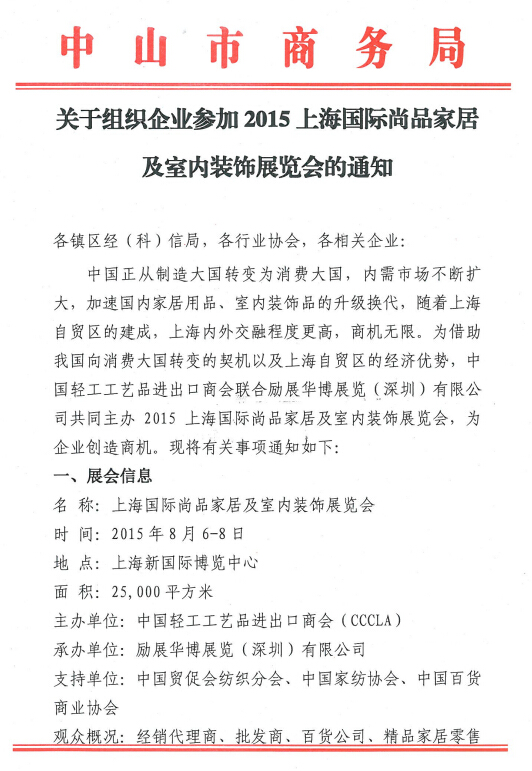 中山市商务局
关于组织企业参加2015上海国际尚品家居
及室内装饰展览会的通知
各镇区经（科）信局，各行业协会，各相关企业：
中国正从制造大国转变为消费大国，内需市场不断扩
大，加速国内家居用品、室内装饰品的升级换代，随着上海
自贸区的建成，上海内外交融程度更高，商机无限。为借助
我国向消费大国转变的契机以及上海自贸区的经济优势，中
国轻工工艺品进出口商会联合励展华博展览（深圳）有限公
司共同主办 2015 上海国际尚品家居及室内装饰展览会，为
企业创造商机。现将有关事项通知如下：
一、展会信息
名 称：上海国际尚品家居及室内装饰展览会
时 间：2015年8月6-8日
地 点：上海新国际博览中心
面 积：25,000平方米
主办单位：中国轻工工艺品进出口商会（CCCLA）
承办单位：励展华博展览（深圳）有限公司
支持单位：中国贸促会纺织分会、中国家纺协会、中国百货
商业协会
观众概况：经销代理商、批发商、百货公司、精品家居零售